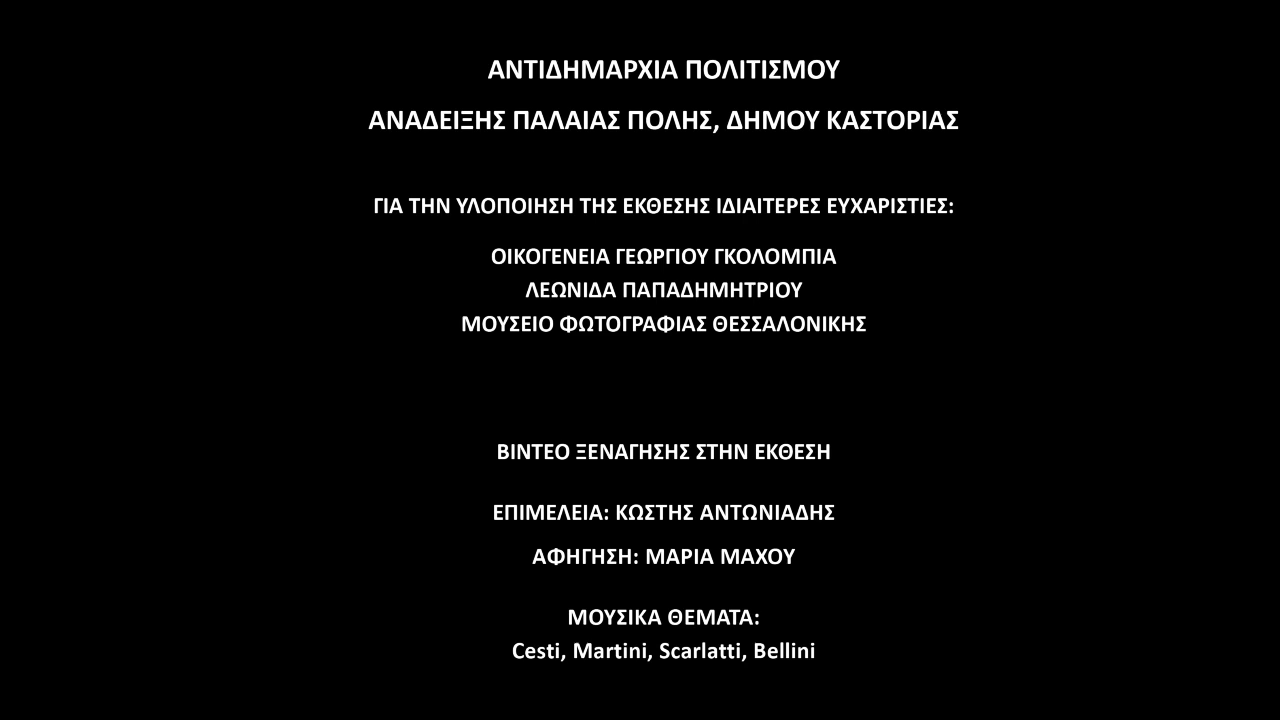 ΑΝΤΙΔΗΜΑΡΧΙΑ ΠΟΛΙΤΙΣΜΟΥ
ΑΝΑΔΕΙΞΗΣ ΠΑΛΑΙΑΣ ΠΟΛΗΣ, ΔΗΜΟΥ ΚΑΣΤΟΡΙΑΣ
ΓΙΑ ΤΗΝ ΥΛΟΠΟΙΗΣΗ ΤΗΣ ΕΚΘΕΣΗΣ ΙΔΙΑΙΤΕΡΕΣ ΕΥΧΑΡΙΣΤΙΕΣ:
ΟΙΚΟΓΕΝΕΙΑ ΓΕΩΡΓΙΟΥ ΓΚΟΛΟΜΠΙΑ
ΛΕΩΝΙΔΑ ΠΑΠΑΔΗΜΗΤΡΙΟΥ
ΜΟΥΣΕΙΟ ΦΩΤΟΓΡΑΦΙΑΣ ΘΕΣΣΑΛΟΝΙΚΗΣ
ΒΙΝΤΕΟ ΞΕΝΑΓΗΣΗΣ ΣΤΗΝ ΕΚΘΕΣΗ
ΕΠΙΜΕΛΕΙΑ: ΚΩΣΤΗΣ ΑΝΤΩΝΙΑΔΗΣ
ΑΦΗΓΗΣΗ: ΜΑΡΙΑ ΜΑΧΟΥ
ΜΟΥΣΙΚΑ ΘΕΜΑΤΑ:
Cesti, Martini, Scarlatti, Bellini